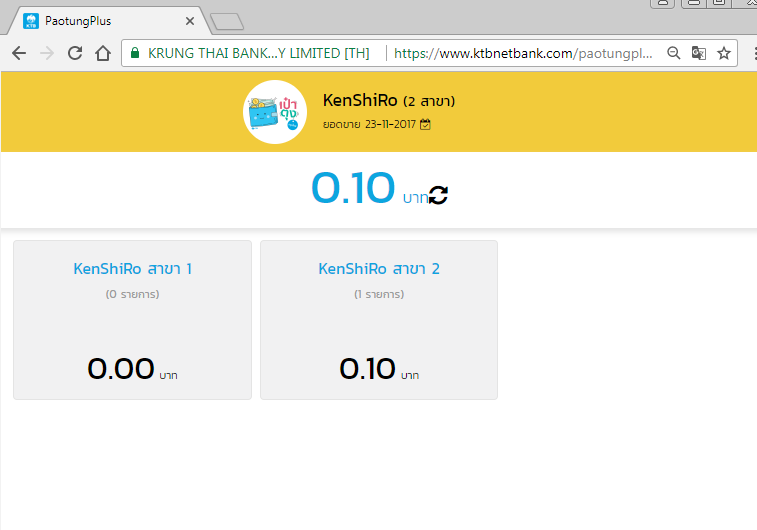 PaotungPlus
KRUNG THAI BANK...Y LIMITED [TH] https://www.ktbnetbank.com/paotungpl...
เป๋า
ตุง
KenShiRo (2 สาขา)
ยอดขาย 23-11-2017
0.10 บาท
KenShiRo สาขา 1
(0 รายการ)
0.00 บาท
KenShiRo สาขา 2
(1 รายการ)
0.10 บาท